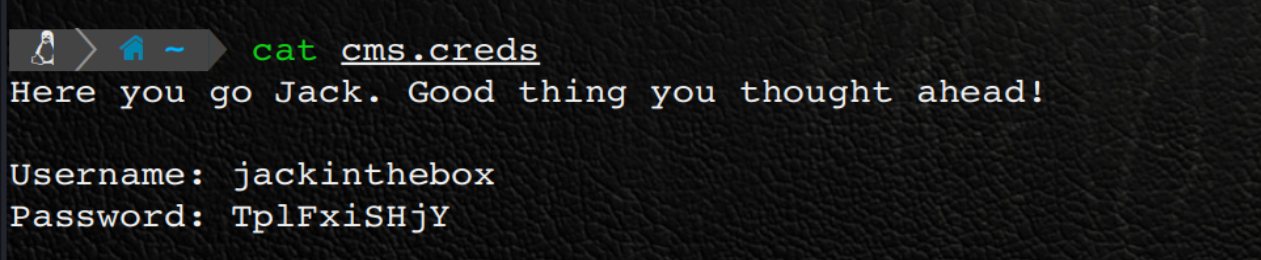 ~ cat cms.creds
Here you go Jack. Good thing you thought ahead!
Username: jackinthebox
Password: TplFxiSHjY